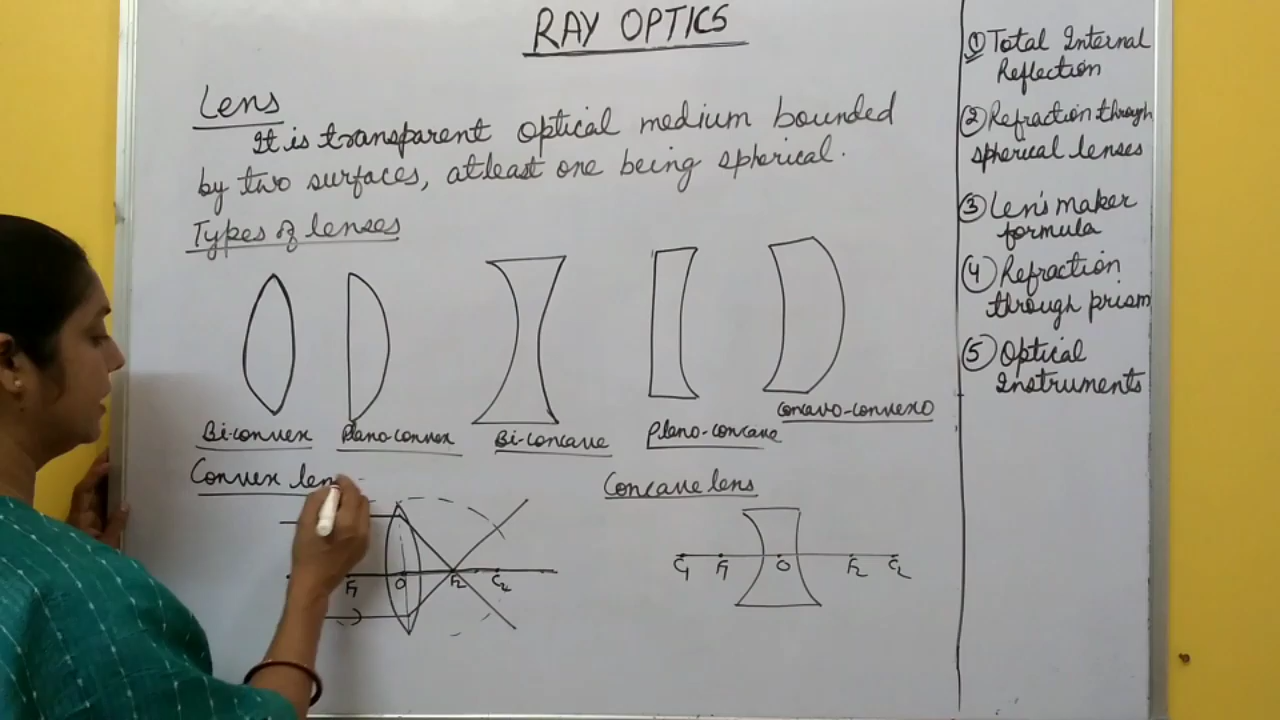 RAY OPTICS
Lens
It is transparent optical medium bounded
by two surfaces, atleast one being spherical.
Types of lenses
Bi-convex Plano-convex Bi-concave Plano-concave Concavo-convexo
Convex len
F1 O F2 C2
Concave lens
C1 F1 O F2 C2
① Total Internal
Reflection
② Refraction through
spherical lenses
③ Len's maker
formula
④ Refraction
through prism
⑤ Optical
Instruments